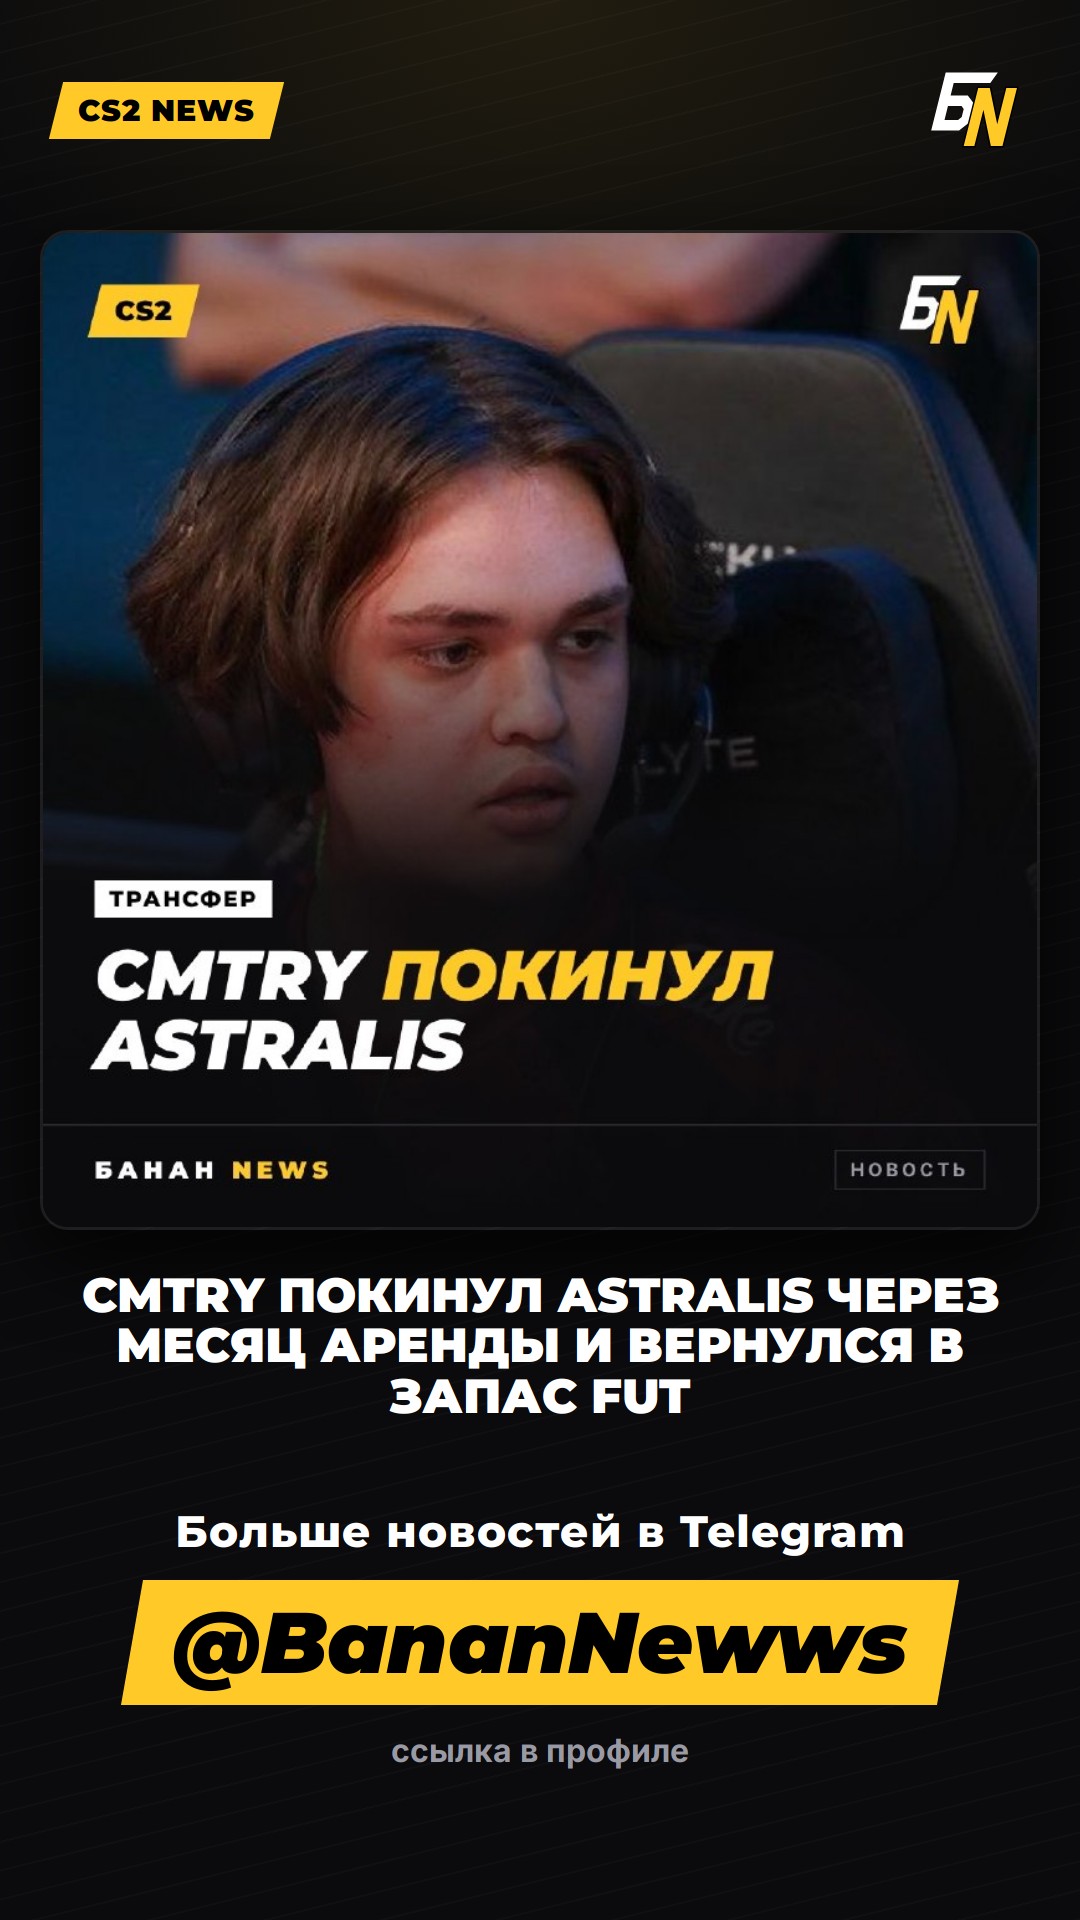 CS2 NEWS
БN
CS2
БN
LYTE
ТРАНСФЕР
CMTRY ПОКИНУЛ
ASTRALIS
БАНАН NEWS
НОВОСТЬ
CMTRY ПОКИНУЛ ASTRALIS ЧЕРЕЗ
МЕСЯЦ АРЕНДЫ И ВЕРНУЛСЯ В
ЗАПАС FUT
Больше новостей в Telegram
@BananNewws
ссылка в профиле